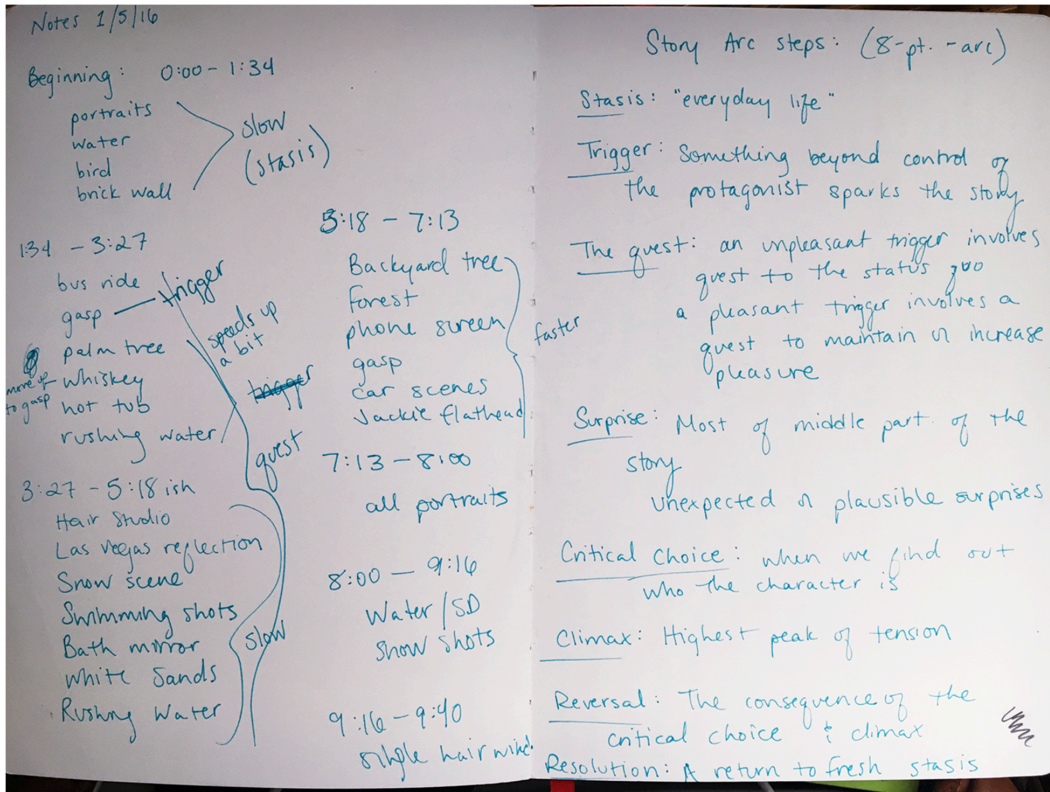 Notes 1/5/16
Beginning: 0:00 - 1:34
portraits
water
bird
brick wall
slow
(stasis)
1:34 - 3:27
bus ride
gasp
trigger
palm tree
whiskey
hot tub
rushing water
move up
to gasp
speeds up
a bit
trigger
quest
3:27 - 5:18 ish
Hair Studio
Las Vegas reflection
Snow scene
Swimming shots
Bath mirror
White Sands
Rushng Water
slow
5:18 - 7:13
Backyard tree
Forest
phone screen
gasp
car scenes
Jackie flathead
faster
7:13 - 8:00
all portraits
8:00 - 9:16
Water/SD
Snow shots
9:16 - 9:40
single hair wind
Story Arc steps: (8-pt. -arc)
Stasis: "everyday life"
Trigger: Something beyond control of
the protagonist sparks the story
The quest: an unpleasant trigger involves
quest to the status quo
a pleasant trigger involves a
quest to maintain or increase
pleasure
Surprise: Most of middle part of the
story
Unexpected or plausible surprises
Critical Choice: when we find out
who the character is
Climax: Highest peak of tension
Reversal: The consequence of the
critical choice & climax
Resolution: A return to fresh stasis